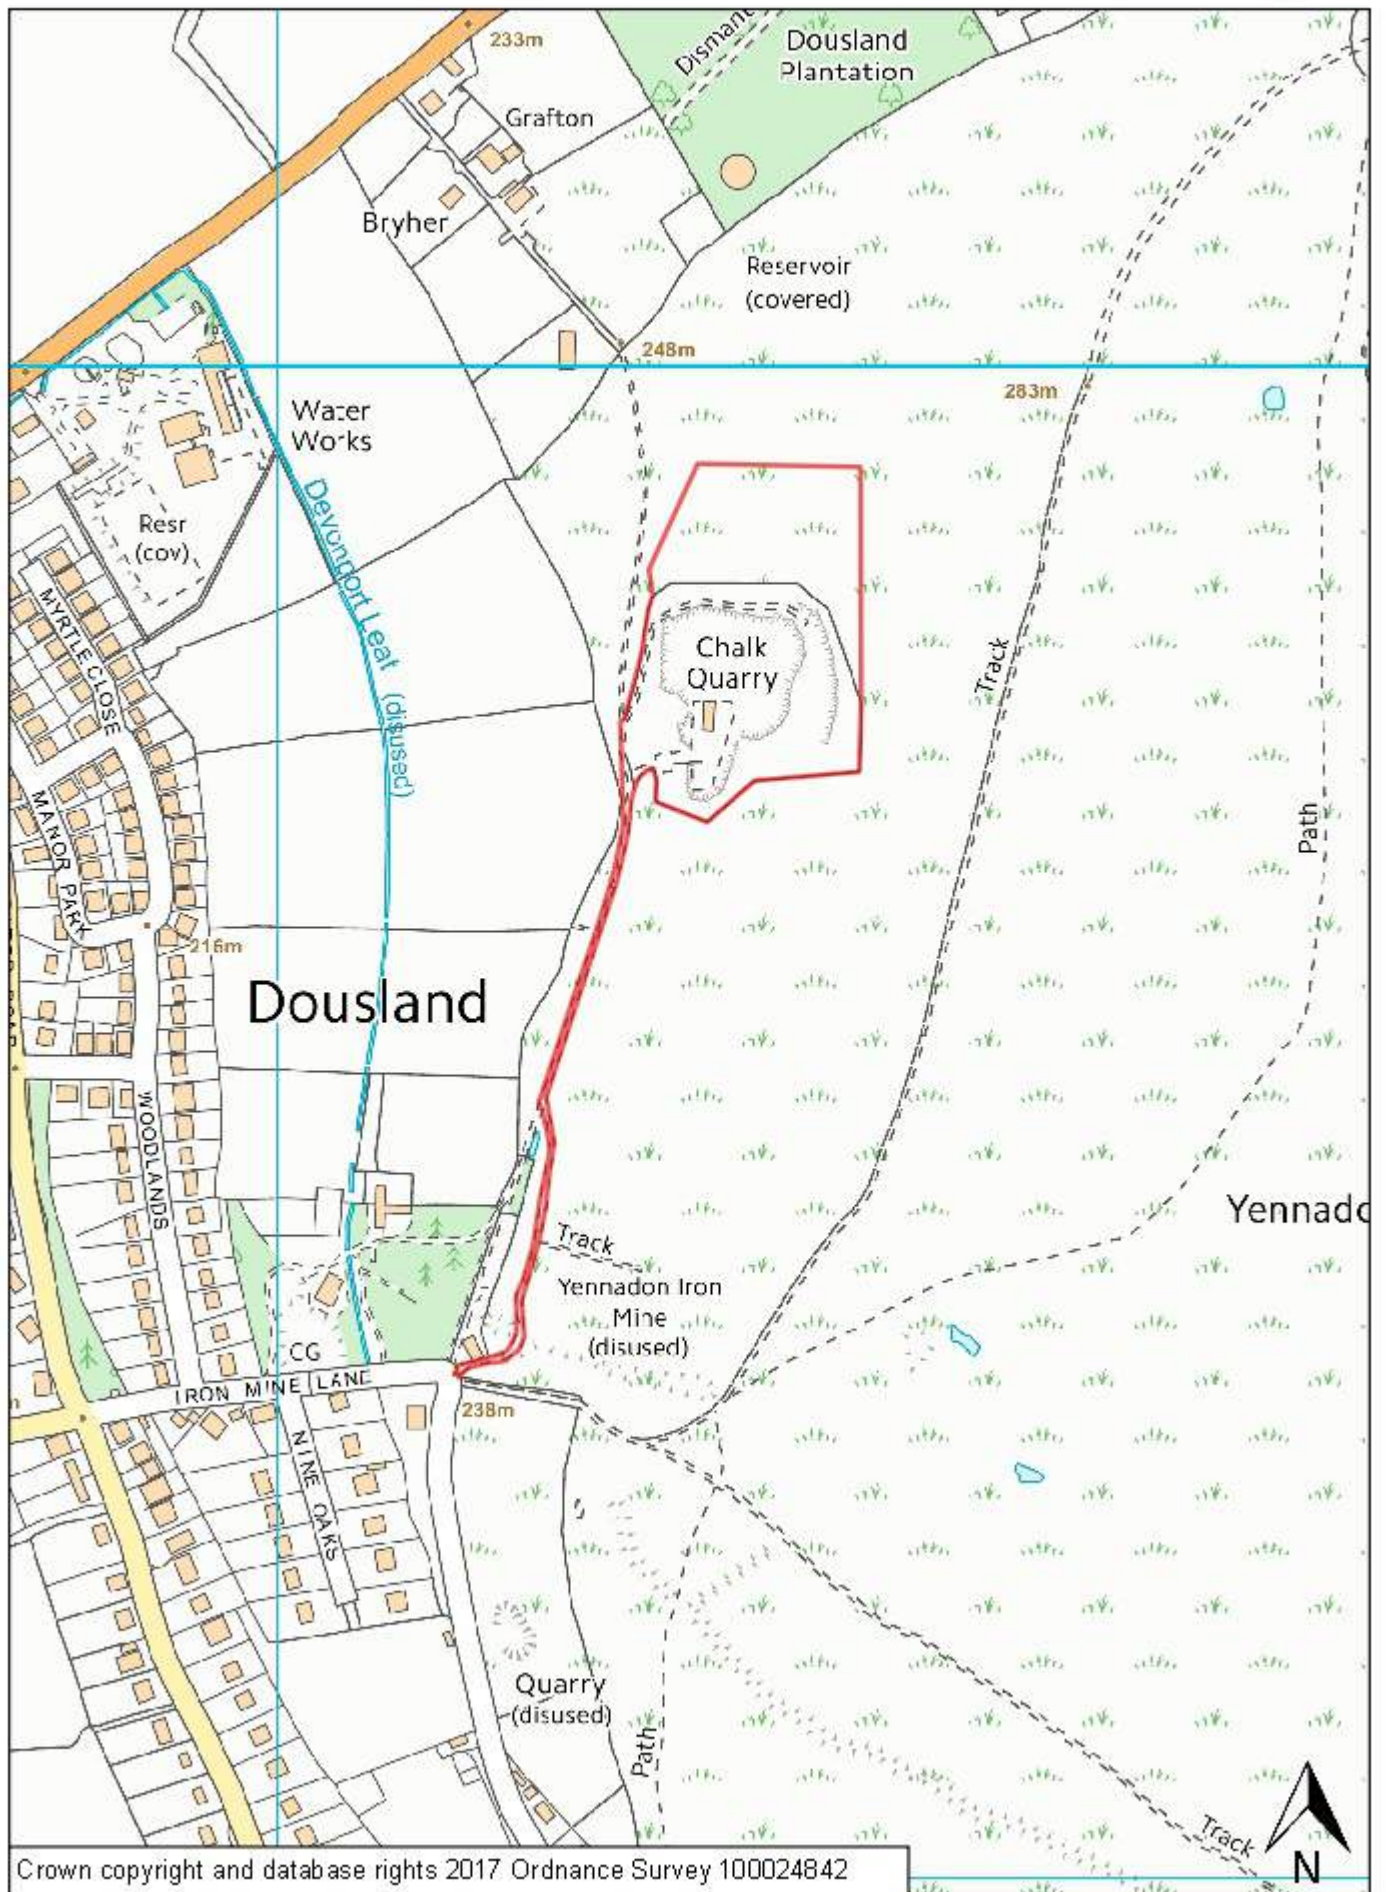 233m
Dismant
Dousland
Plantation
Grafton
Bryher
Reservoir
(covered)
248m
283m
Water
Works
Devonport Leat (disused)
Resr
(cov)
MYRTLE CLOSE
Chalk
Quarry
Track
MANOR PARK
Path
216m
Dousland
WOODLANDS
Yennado
Track
Yennadon Iron
Mine
(disused)
CG
IRON MINE LANE
238m
NINE OAKS
Quarry
(disused)
Path
Track
N
Crown copyright and database rights 2017 Ordnance Survey 100024842